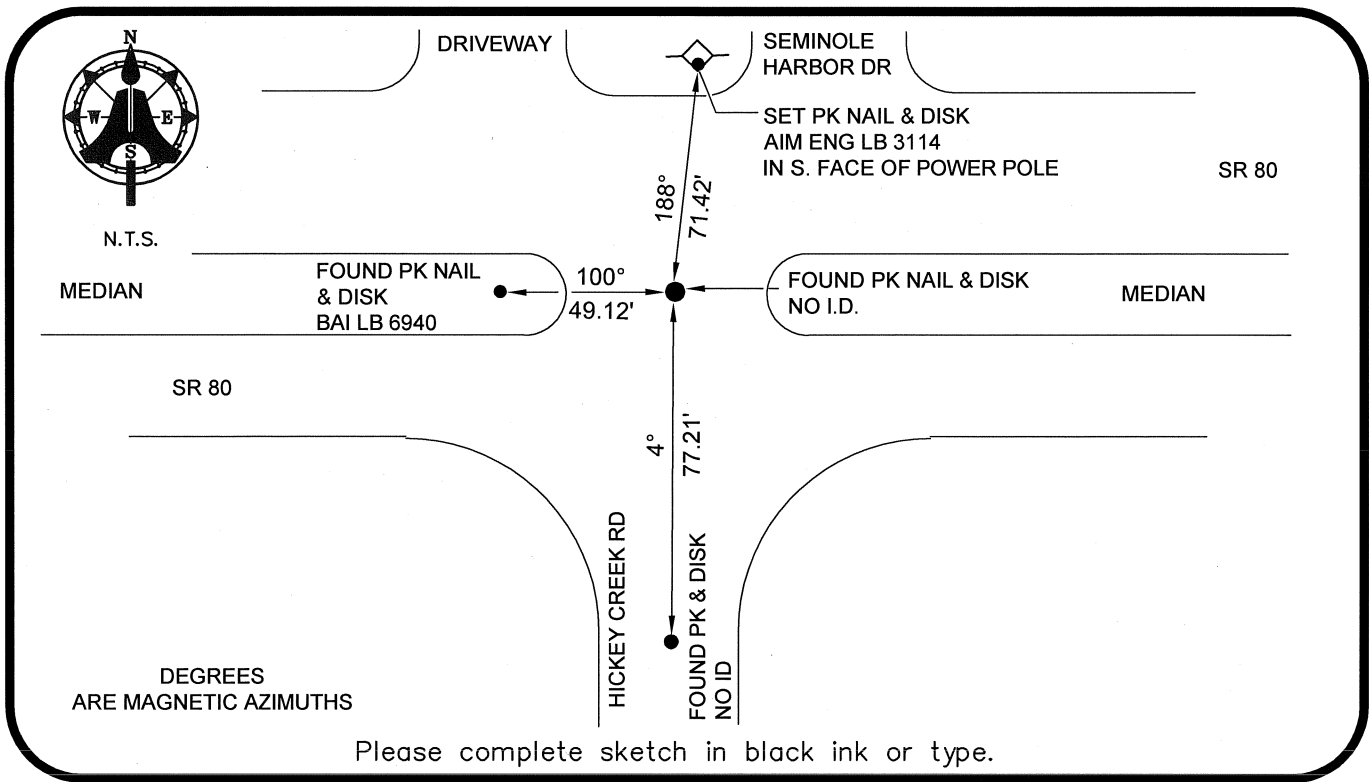 N
W
E
S
N.T.S.
DRIVEWAY
SEMINOLE
HARBOR DR
SET PK NAIL & DISK
AIM ENG LB 3114
IN S. FACE OF POWER POLE
SR 80
188°
71.42'
MEDIAN
FOUND PK NAIL
& DISK
BAI LB 6940
100°
49.12'
FOUND PK NAIL & DISK
NO I.D.
MEDIAN
SR 80
4°
77.21'
HICKEY CREEK RD
FOUND PK & DISK
NO ID
DEGREES
ARE MAGNETIC AZIMUTHS
Please complete sketch in black ink or type.